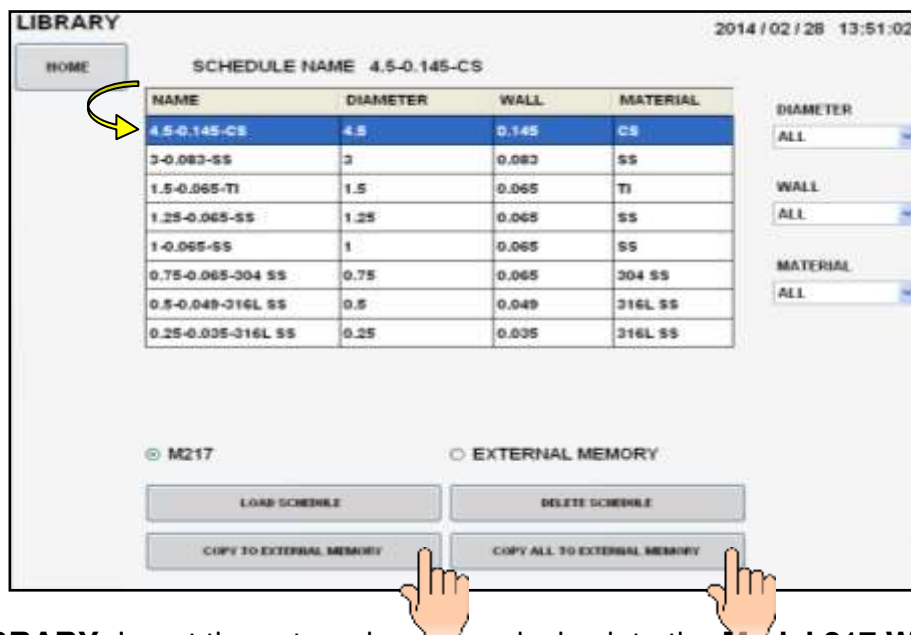 LIBRARY
2014/02/28 13:51:02
HOME
SCHEDULE NAME 4.5-0.145-CS
NAME DIAMETER WALL MATERIAL
4.5-0.145-CS 4.5 0.145 CS
3-0.083-SS 3 0.083 SS
1.5-0.065-TI 1.5 0.065 TI
1.25-0.065-SS 1.25 0.065 SS
1-0.065-SS 1 0.065 SS
0.75-0.065-304 SS 0.75 0.065 304 SS
0.5-0.049-316L SS 0.5 0.049 316L SS
0.25-0.035-316L SS 0.25 0.035 316L SS
DIAMETER
ALL
WALL
ALL
MATERIAL
ALL
M217 EXTERNAL MEMORY
LOAD SCHEDULE DELETE SCHEDULE
COPY TO EXTERNAL MEMORY COPY ALL TO EXTERNAL MEMORY